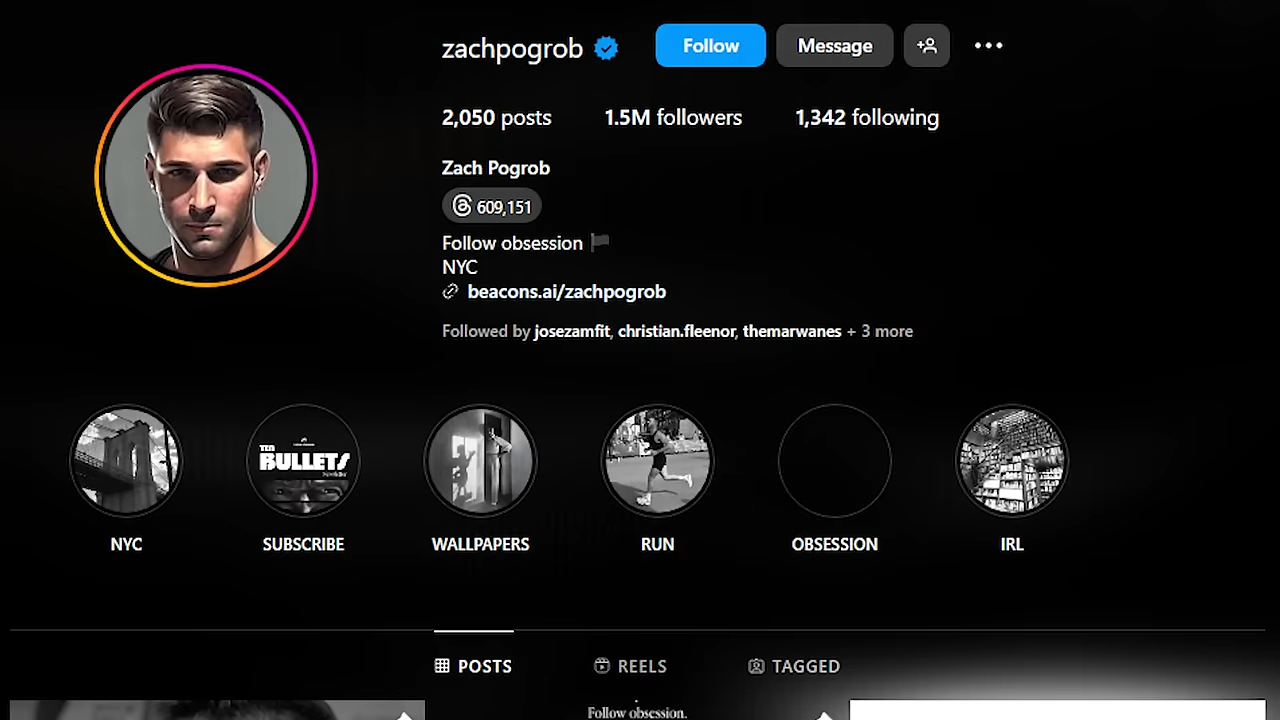 zachpogrob
Follow
Message
2,050 posts
1.5M followers
1,342 following
Zach Pogrob
609,151
Follow obsession
NYC
beacons.ai/zachpogrob
Followed by josezamfit, christian.fleenor, themarwanes + 3 more
TEN
BULLETS
NYC
SUBSCRIBE
WALLPAPERS
RUN
OBSESSION
IRL
POSTS
REELS
TAGGED
Follow obsession.